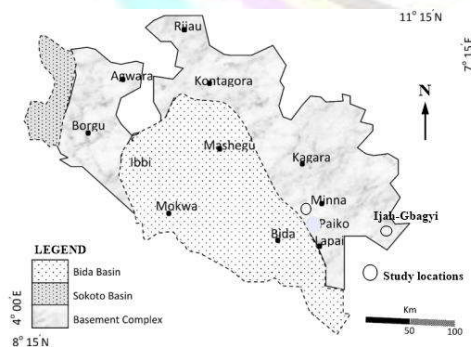 11° 15´N
7° 15´
Rijau
Agwara
Kontagora
N
Borgu
Ibbi
Mashegu
Kagara
Minna
Mokwa
Ijah-Gbagyi
Paiko
Bida
Lapai
LEGEND
Bida Basin
Study locations
Sokoto Basin
Km
4° 00´E
Basement Complex
50 100
8° 15´N